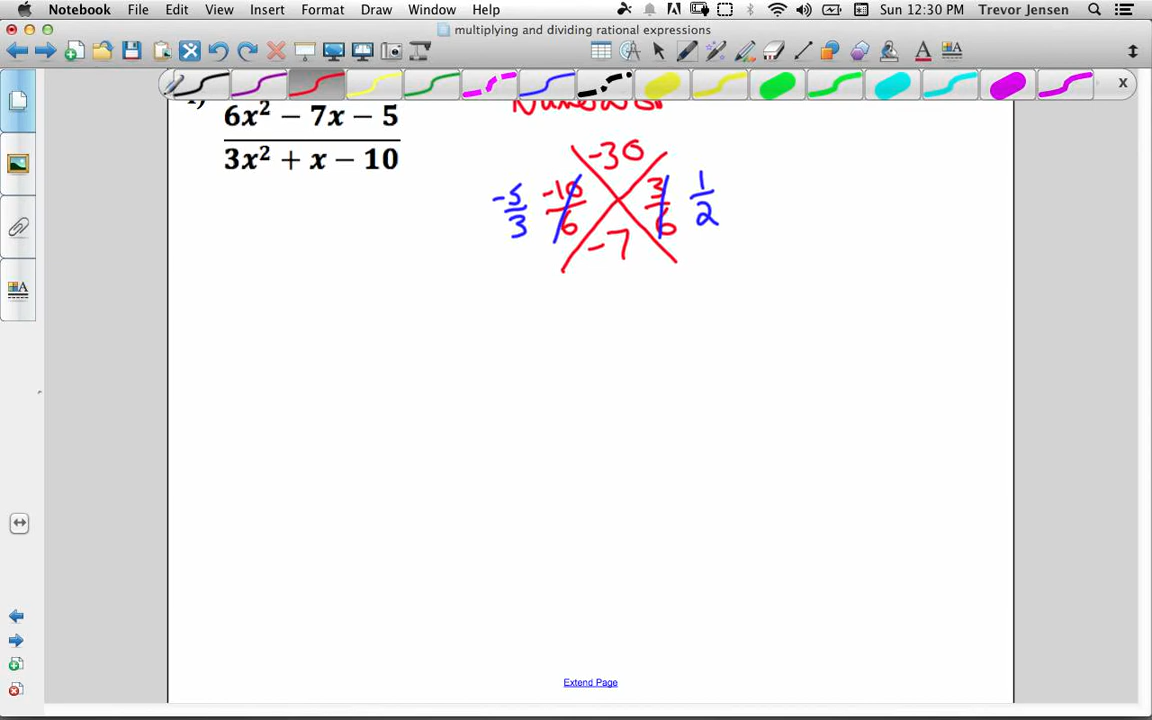 Notebook File Edit View Insert Format Draw Window Help Sun 12:30 PM Trevor Jensen
multiplying and dividing rational expressions
X
6x² − 7x − 5
3x² + x − 10
-30
-5/3 -10/6 3/6 1/2
-7
Extend Page